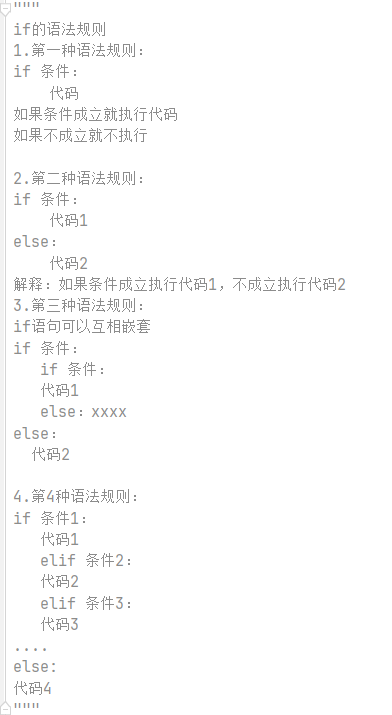 """
if的语法规则
1.第一种语法规则：
if 条件：
    代码
如果条件成立就执行代码
如果不成立就不执行

2.第二种语法规则：
if 条件：
    代码1
else：
    代码2
解释：如果条件成立执行代码1，不成立执行代码2
3.第三种语法规则：
if语句可以互相嵌套
if 条件：
   if 条件：
   代码1
   else：xxxx
else：
  代码2

4.第4种语法规则：
if 条件1：
   代码1
   elif 条件2：
   代码2
   elif 条件3：
   代码3
....
else:
代码4
"""